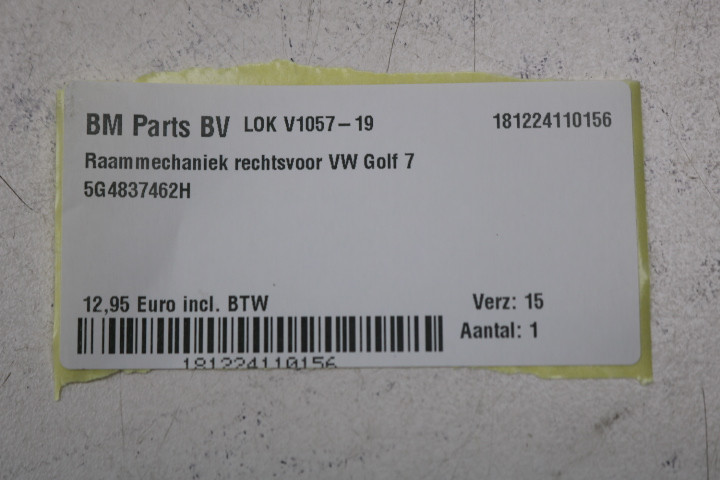 BM Parts BV LOK V1057-19 181224110156
Raammechaniek rechtsvoor VW Golf 7
5G4837462H
12,95 Euro incl. BTW Verz: 15
Aantal: 1
181224110156